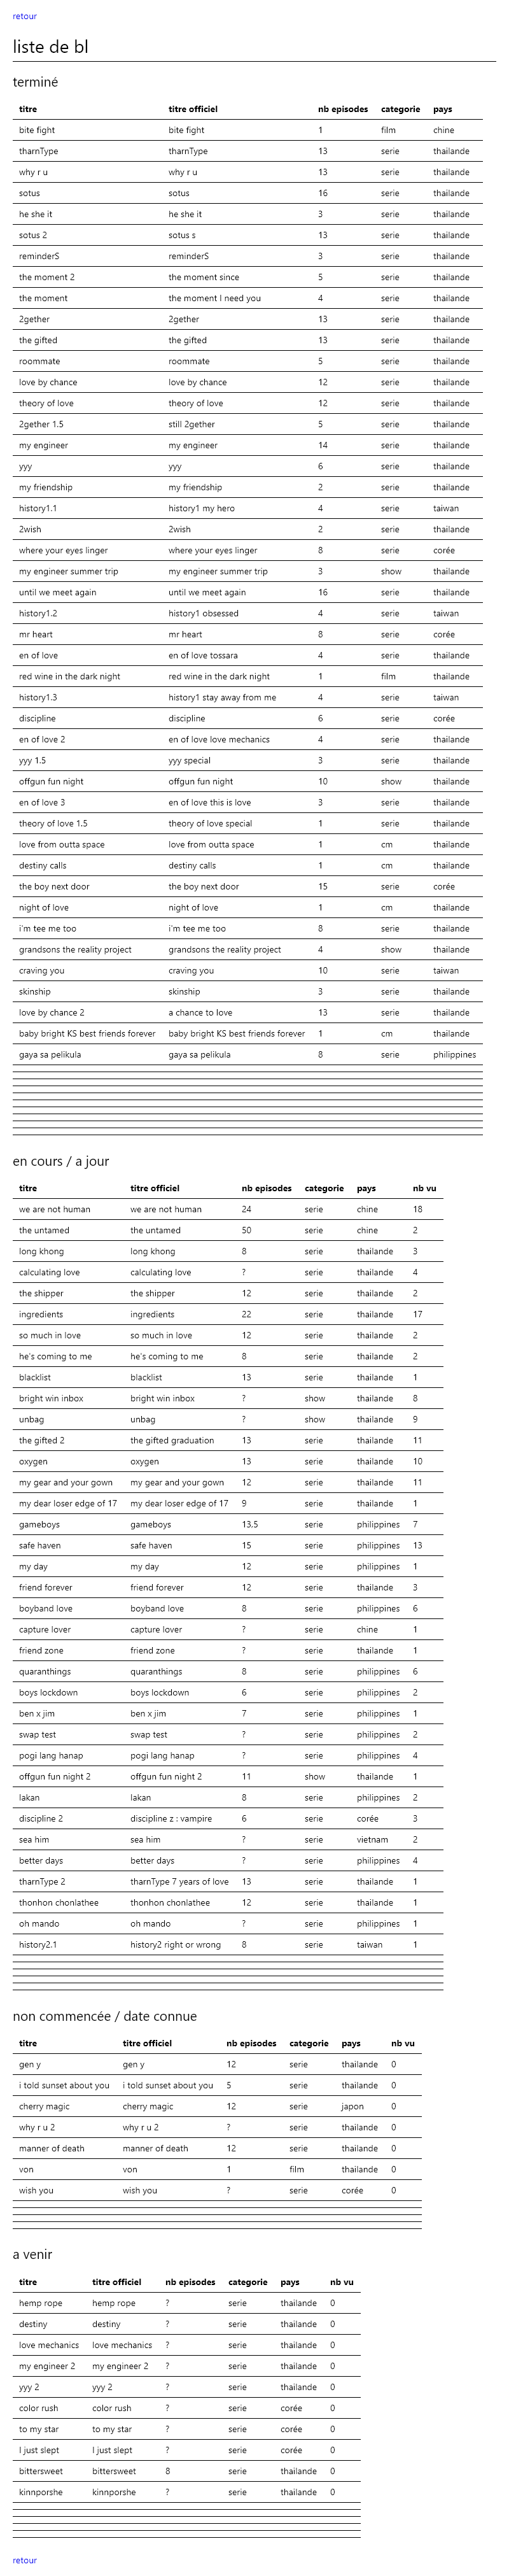 retour
liste de bl
terminé
titre titre officiel nb episodes categorie pays
bite fight bite fight 1 film chine
tharnType tharnType 13 serie thailande
why r u why r u 13 serie thailande
sotus sotus 16 serie thailande
he she it he she it 3 serie thailande
sotus 2 sotus s 13 serie thailande
reminderS reminderS 3 serie thailande
the moment 2 the moment since 5 serie thailande
the moment the moment I need you 4 serie thailande
2gether 2gether 13 serie thailande
the gifted the gifted 13 serie thailande
roommate roommate 5 serie thailande
love by chance love by chance 12 serie thailande
theory of love theory of love 12 serie thailande
2gether 1.5 still 2gether 5 serie thailande
my engineer my engineer 14 serie thailande
yyy yyy 6 serie thailande
my friendship my friendship 2 serie thailande
history1.1 history1 my hero 4 serie taiwan
2wish 2wish 2 serie thailande
where your eyes linger where your eyes linger 8 serie corée
my engineer summer trip my engineer summer trip 3 show thailande
until we meet again until we meet again 16 serie thailande
history1.2 history1 obsessed 4 serie taiwan
mr heart mr heart 8 serie corée
en of love en of love tossara 4 serie thailande
red wine in the dark night red wine in the dark night 1 film thailande
history1.3 history1 stay away from me 4 serie taiwan
discipline discipline 6 serie corée
en of love 2 en of love love mechanics 4 serie thailande
yyy 1.5 yyy special 3 serie thailande
offgun fun night offgun fun night 10 show thailande
en of love 3 en of love this is love 3 serie thailande
theory of love 1.5 theory of love special 1 serie thailande
love from outta space love from outta space 1 cm thailande
destiny calls destiny calls 1 cm thailande
the boy next door the boy next door 15 serie corée
night of love night of love 1 cm thailande
i'm tee me too i'm tee me too 8 serie thailande
grandsons the reality project grandsons the reality project 4 show thailande
craving you craving you 10 serie taiwan
skinship skinship 3 serie thailande
love by chance 2 a chance to love 13 serie thailande
baby bright KS best friends forever baby bright KS best friends forever 1 cm thailande
gaya sa pelikula gaya sa pelikula 8 serie philippines
en cours / a jour
titre titre officiel nb episodes categorie pays nb vu
we are not human we are not human 24 serie chine 18
the untamed the untamed 50 serie chine 2
long khong long khong 8 serie thailande 3
calculating love calculating love ? serie thailande 4
the shipper the shipper 12 serie thailande 2
ingredients ingredients 22 serie thailande 17
so much in love so much in love 12 serie thailande 2
he's coming to me he's coming to me 8 serie thailande 2
blacklist blacklist 13 serie thailande 1
bright win inbox bright win inbox ? show thailande 8
unbag unbag ? show thailande 9
the gifted 2 the gifted graduation 13 serie thailande 11
oxygen oxygen 13 serie thailande 10
my gear and your gown my gear and your gown 12 serie thailande 11
my dear loser edge of 17 my dear loser edge of 17 9 serie thailande 1
gameboys gameboys 13.5 serie philippines 7
safe haven safe haven 15 serie philippines 13
my day my day 12 serie philippines 1
friend forever friend forever 12 serie thailande 3
boyband love boyband love 8 serie philippines 6
capture lover capture lover ? serie chine 1
friend zone friend zone ? serie thailande 1
quaranthings quaranthings 8 serie philippines 6
boys lockdown boys lockdown 6 serie philippines 2
ben x jim ben x jim 7 serie philippines 1
swap test swap test ? serie philippines 2
pogi lang hanap pogi lang hanap ? serie philippines 4
offgun fun night 2 offgun fun night 2 11 show thailande 1
lakan lakan 8 serie philippines 2
discipline 2 discipline z : vampire 6 serie corée 3
sea him sea him ? serie vietnam 2
better days better days ? serie philippines 4
tharnType 2 tharnType 7 years of love 13 serie thailande 1
thonhon chonlathee thonhon chonlathee 12 serie thailande 1
oh mando oh mando ? serie philippines 1
history2.1 history2 right or wrong 8 serie taiwan 1
non commencée / date connue
titre titre officiel nb episodes categorie pays nb vu
gen y gen y 12 serie thailande 0
i told sunset about you i told sunset about you 5 serie thailande 0
cherry magic cherry magic 12 serie japon 0
why r u 2 why r u 2 ? serie thailande 0
manner of death manner of death 12 serie thailande 0
von von 1 film thailande 0
wish you wish you ? serie corée 0
a venir
titre titre officiel nb episodes categorie pays nb vu
hemp rope hemp rope ? serie thailande 0
destiny destiny ? serie thailande 0
love mechanics love mechanics ? serie thailande 0
my engineer 2 my engineer 2 ? serie thailande 0
yyy 2 yyy 2 ? serie thailande 0
color rush color rush ? serie corée 0
to my star to my star ? serie corée 0
I just slept I just slept ? serie corée 0
bittersweet bittersweet 8 serie thailande 0
kinnporshe kinnporshe ? serie thailande 0
retour